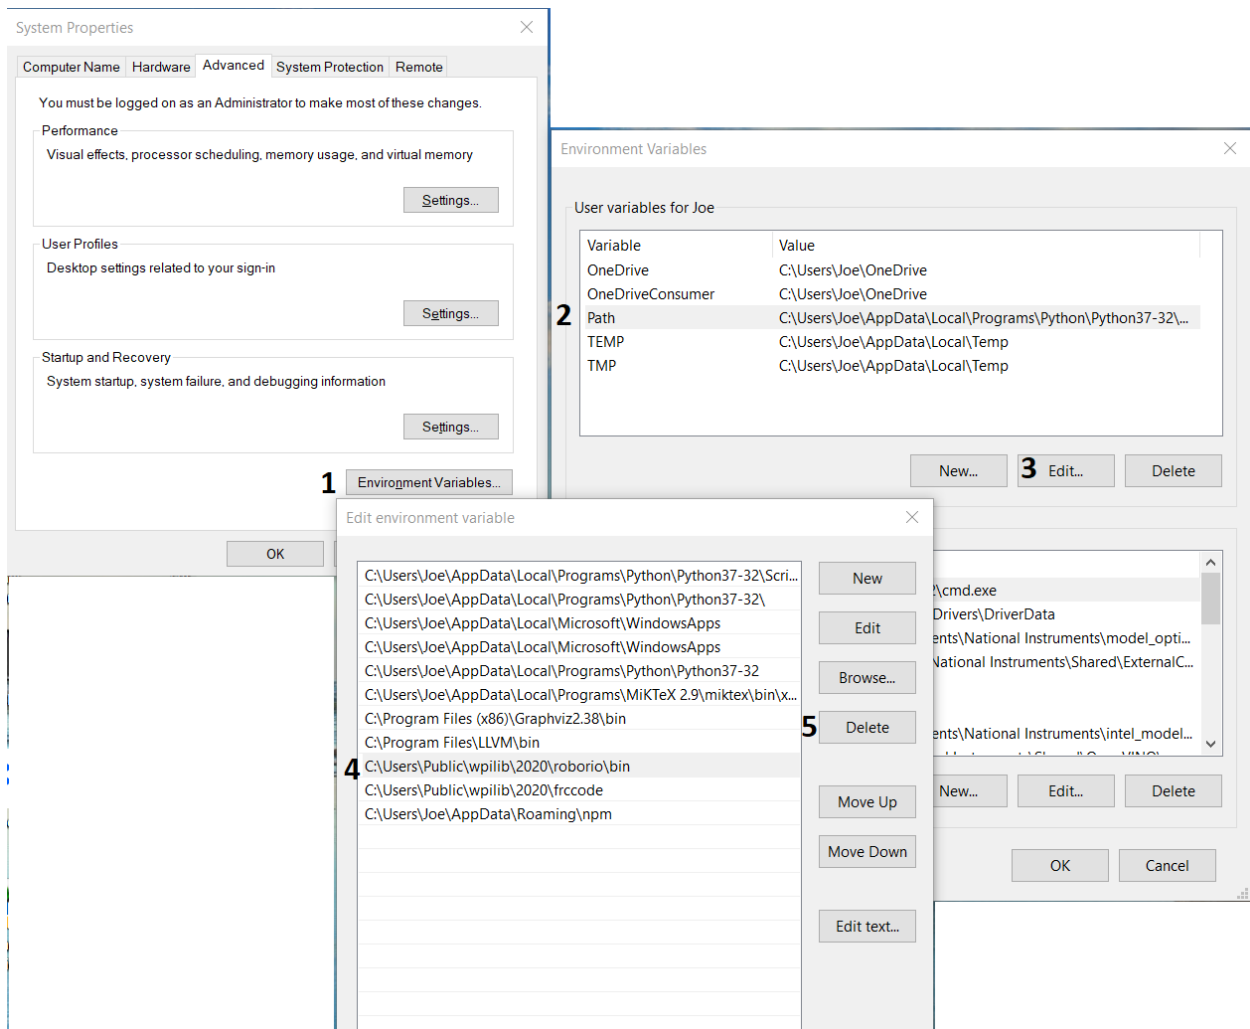 System Properties
Computer Name Hardware Advanced System Protection Remote
You must be logged on as an Administrator to make most of these changes.
Performance
Visual effects, processor scheduling, memory usage, and virtual memory
Settings...
User Profiles
Desktop settings related to your sign-in
Settings...
Startup and Recovery
System startup, system failure, and debugging information
Settings...
1 Environment Variables...
OK
Environment Variables
User variables for Joe
Variable Value
OneDrive C:\Users\Joe\OneDrive
OneDriveConsumer C:\Users\Joe\OneDrive
2 Path C:\Users\Joe\AppData\Local\Programs\Python\Python37-32\...
TEMP C:\Users\Joe\AppData\Local\Temp
TMP C:\Users\Joe\AppData\Local\Temp
New... 3 Edit... Delete
\cmd.exe
Drivers\DriverData
ents\National Instruments\model_opti...
National Instruments\Shared\ExternalC...
ents\National Instruments\intel_model...
New... Edit... Delete
OK Cancel
Edit environment variable
C:\Users\Joe\AppData\Local\Programs\Python\Python37-32\Scri...
C:\Users\Joe\AppData\Local\Programs\Python\Python37-32\
C:\Users\Joe\AppData\Local\Microsoft\WindowsApps
C:\Users\Joe\AppData\Local\Microsoft\WindowsApps
C:\Users\Joe\AppData\Local\Programs\Python\Python37-32
C:\Users\Joe\AppData\Local\Programs\MiKTeX 2.9\miktex\bin\x...
C:\Program Files (x86)\Graphviz2.38\bin
C:\Program Files\LLVM\bin
4 C:\Users\Public\wpilib\2020\roborio\bin
C:\Users\Public\wpilib\2020\frccode
C:\Users\Joe\AppData\Roaming\npm
New
Edit
Browse...
5 Delete
Move Up
Move Down
Edit text...